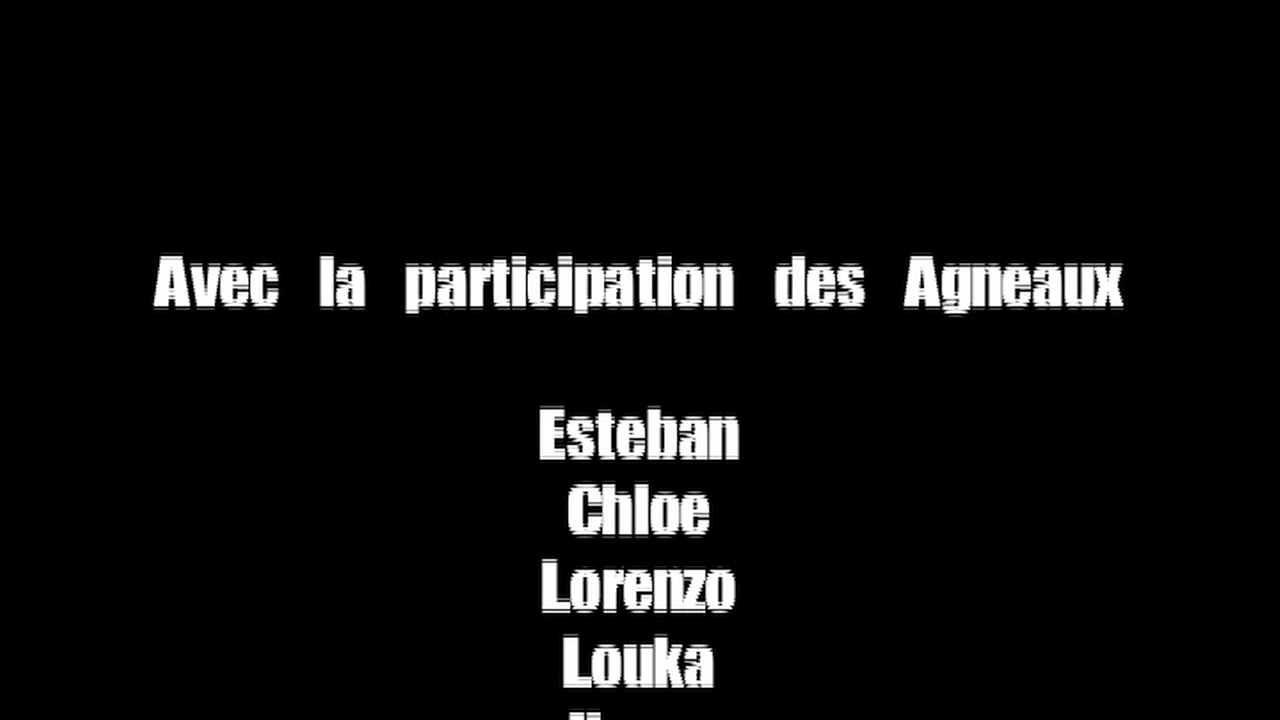 Avec la participation des Agneaux
Esteban
Chloe
Lorenzo
Louka